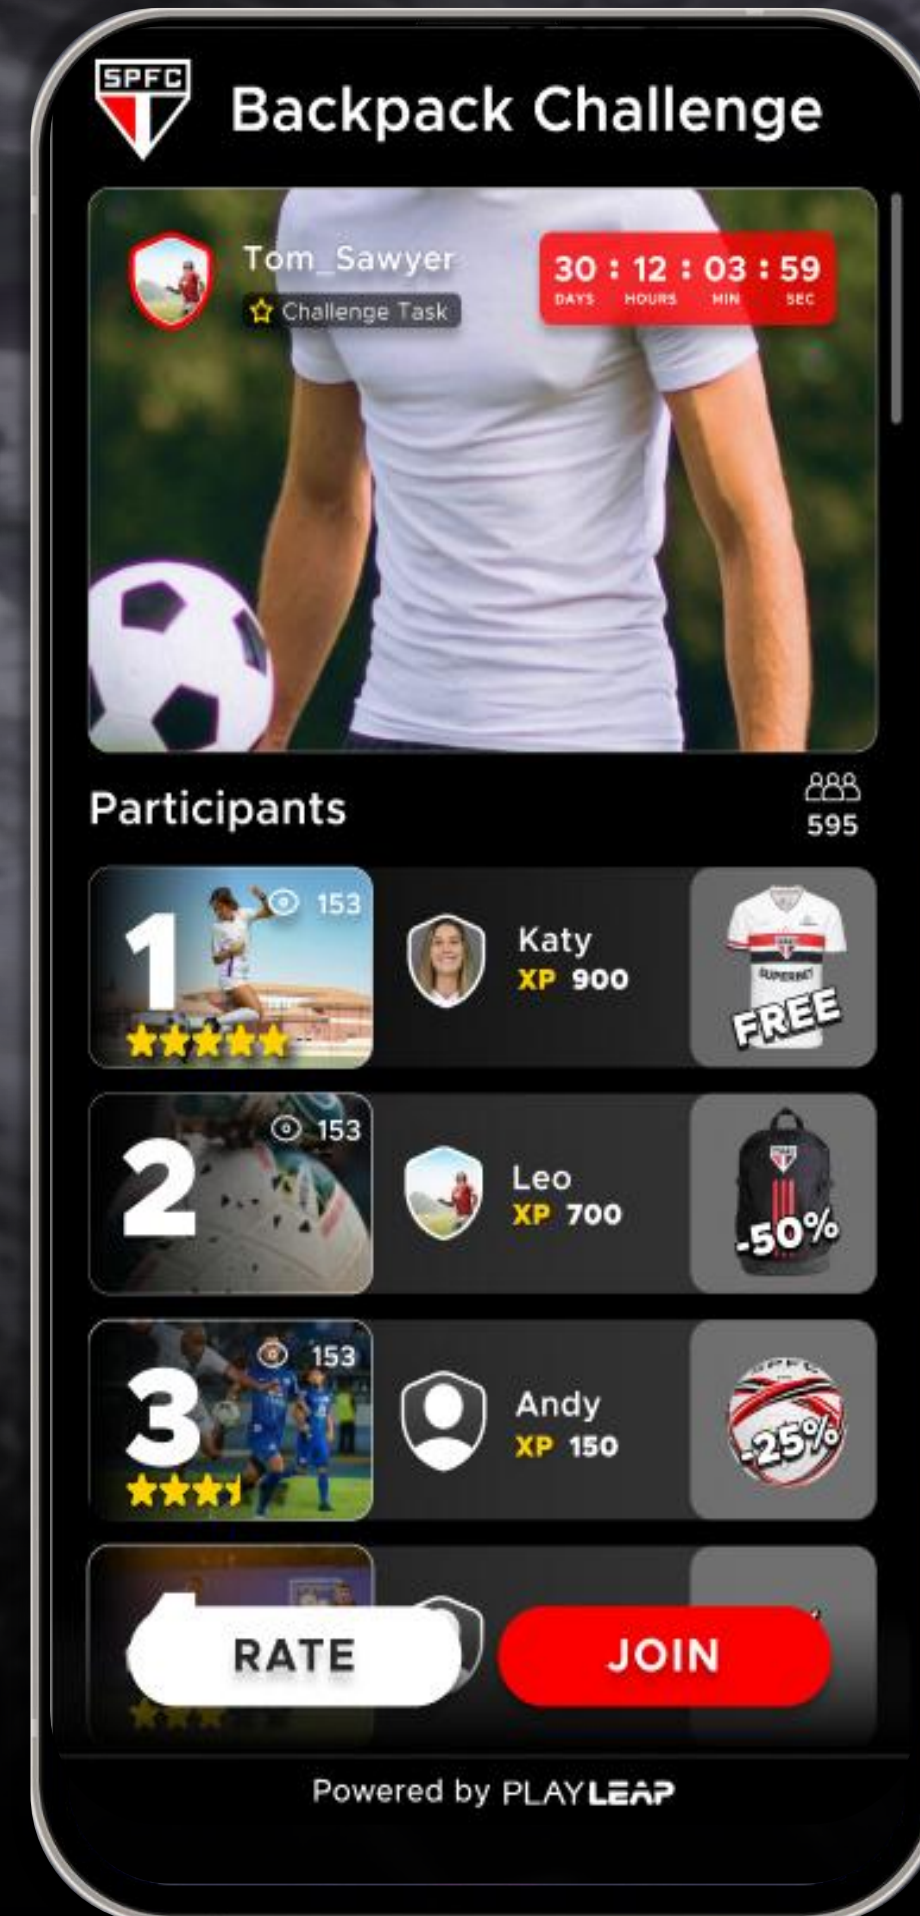 SPFC
Backpack Challenge
Tom_Sawyer
Challenge Task
30 : 12 : 03 : 59
DAYS HOURS MIN SEC
Participants
595
1
153
Katy
XP 900
SUPERBET
FREE
2
153
Leo
XP 700
-50%
3
153
Andy
XP 150
-25%
RATE
JOIN
Powered by PLAYLEAP